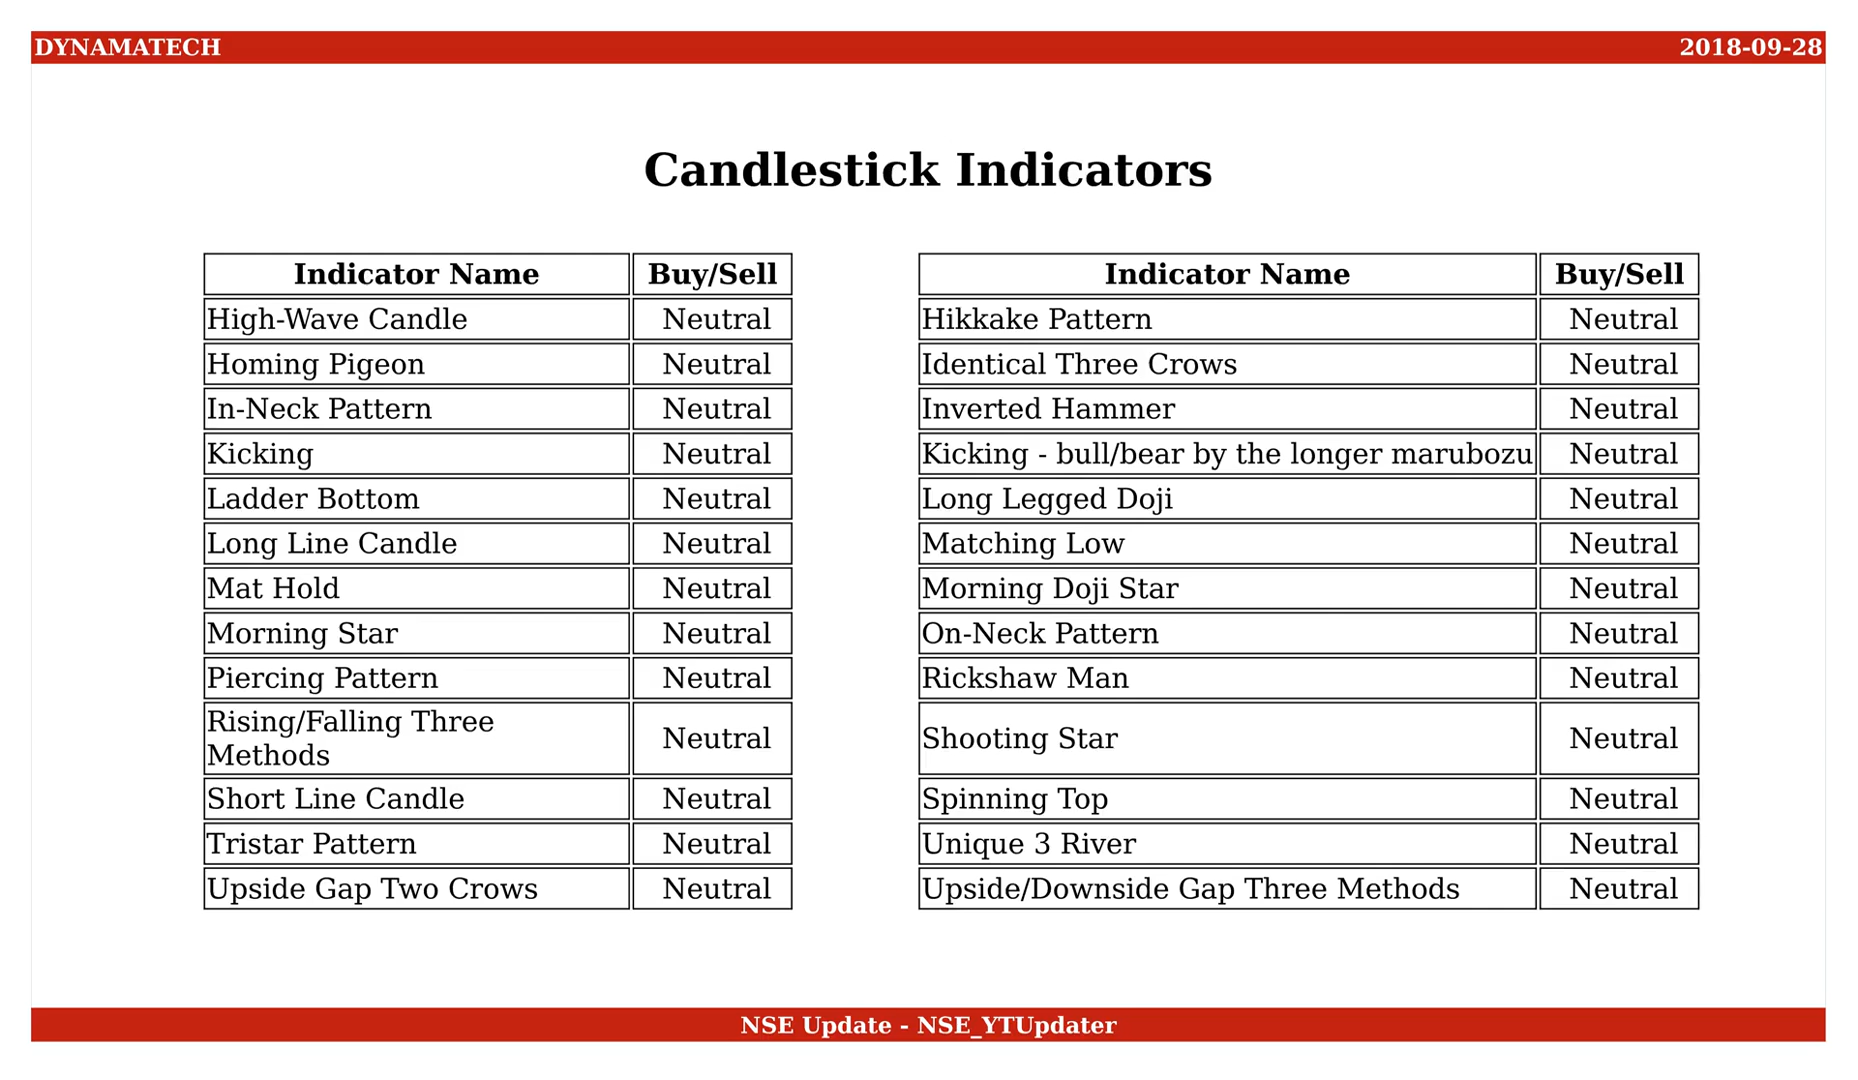 DYNAMATECH 2018-09-28
Candlestick Indicators
Indicator Name Buy/Sell
High-Wave Candle Neutral
Homing Pigeon Neutral
In-Neck Pattern Neutral
Kicking Neutral
Ladder Bottom Neutral
Long Line Candle Neutral
Mat Hold Neutral
Morning Star Neutral
Piercing Pattern Neutral
Rising/Falling Three
Methods Neutral
Short Line Candle Neutral
Tristar Pattern Neutral
Upside Gap Two Crows Neutral
Indicator Name Buy/Sell
Hikkake Pattern Neutral
Identical Three Crows Neutral
Inverted Hammer Neutral
Kicking - bull/bear by the longer marubozu Neutral
Long Legged Doji Neutral
Matching Low Neutral
Morning Doji Star Neutral
On-Neck Pattern Neutral
Rickshaw Man Neutral
Shooting Star Neutral
Spinning Top Neutral
Unique 3 River Neutral
Upside/Downside Gap Three Methods Neutral
NSE Update - NSE_YTUpdater